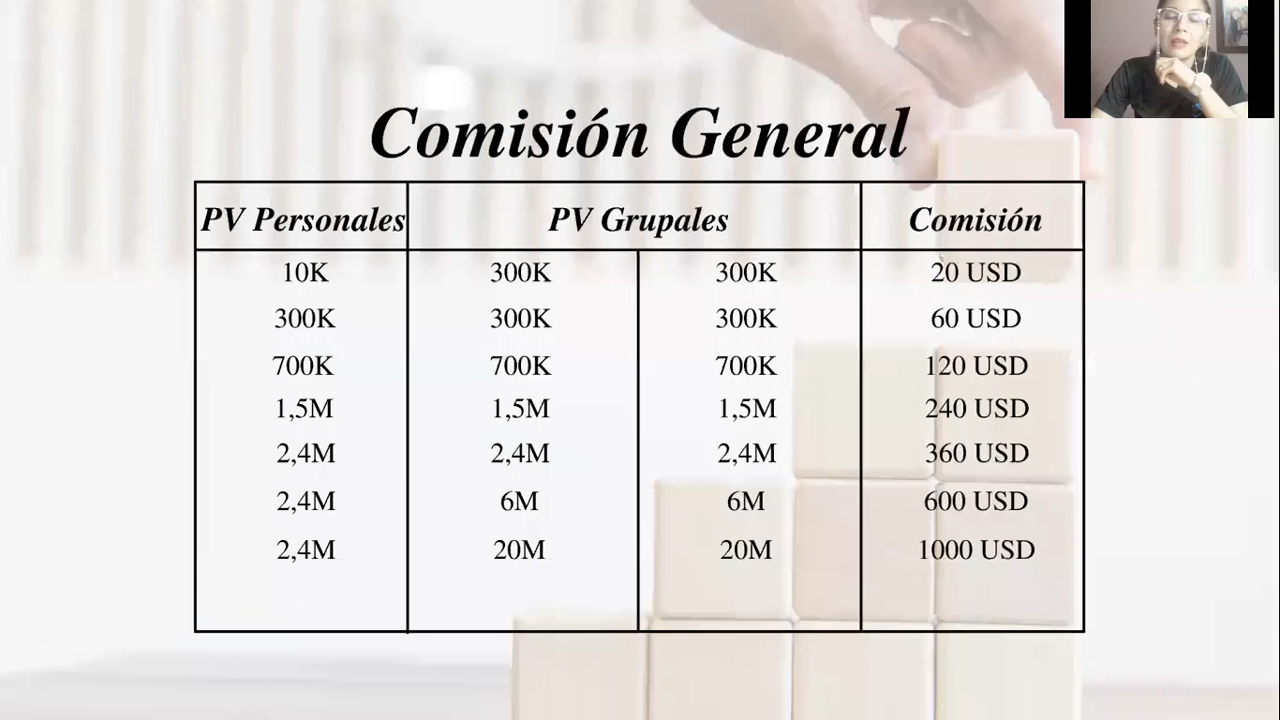 Comisión General
PV Personales PV Grupales Comisión
10K 300K 300K 20 USD
300K 300K 300K 60 USD
700K 700K 700K 120 USD
1,5M 1,5M 1,5M 240 USD
2,4M 2,4M 2,4M 360 USD
2,4M 6M 6M 600 USD
2,4M 20M 20M 1000 USD